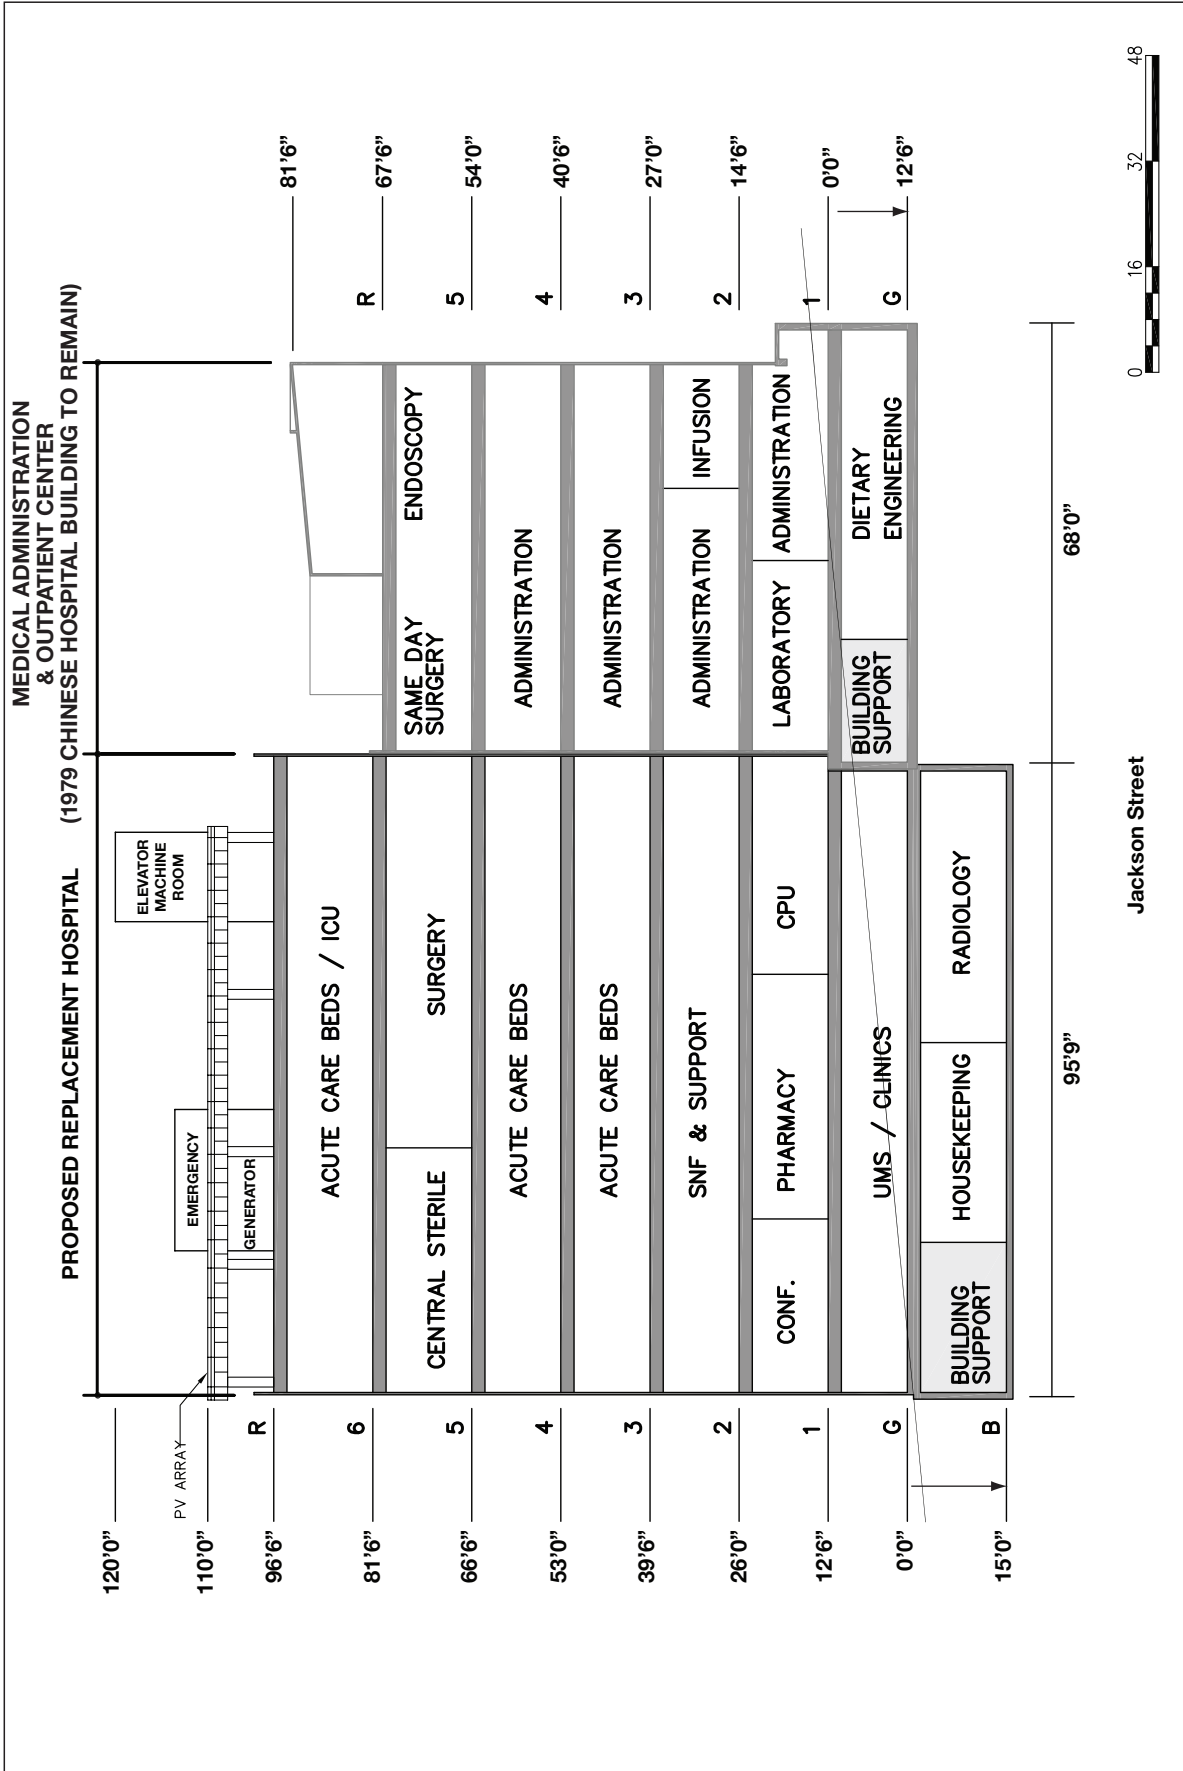 MEDICAL ADMINISTRATION
& OUTPATIENT CENTER
PROPOSED REPLACEMENT HOSPITAL
(1979 CHINESE HOSPITAL BUILDING TO REMAIN)
120'0"
PV ARRAY
110'0"
EMERGENCY
GENERATOR
ELEVATOR
MACHINE
ROOM
81'6"
96'6"
R
ACUTE CARE BEDS / ICU
R
67'6"
81'6"
6
CENTRAL STERILE
SURGERY
SAME DAY
SURGERY
ENDOSCOPY
5
54'0"
66'6"
5
ACUTE CARE BEDS
ADMINISTRATION
4
40'6"
53'0"
4
ACUTE CARE BEDS
ADMINISTRATION
3
27'0"
39'6"
3
SNF & SUPPORT
ADMINISTRATION
INFUSION
2
14'6"
26'0"
2
CONF.
PHARMACY
CPU
LABORATORY
ADMINISTRATION
1
0'0"
12'6"
1
UMS / CLINICS
BUILDING
SUPPORT
DIETARY
ENGINEERING
G
12'6"
0'0"
G
BUILDING
SUPPORT
HOUSEKEEPING
RADIOLOGY
15'0"
B
95'9"
68'0"
Jackson Street
0 16 32 48